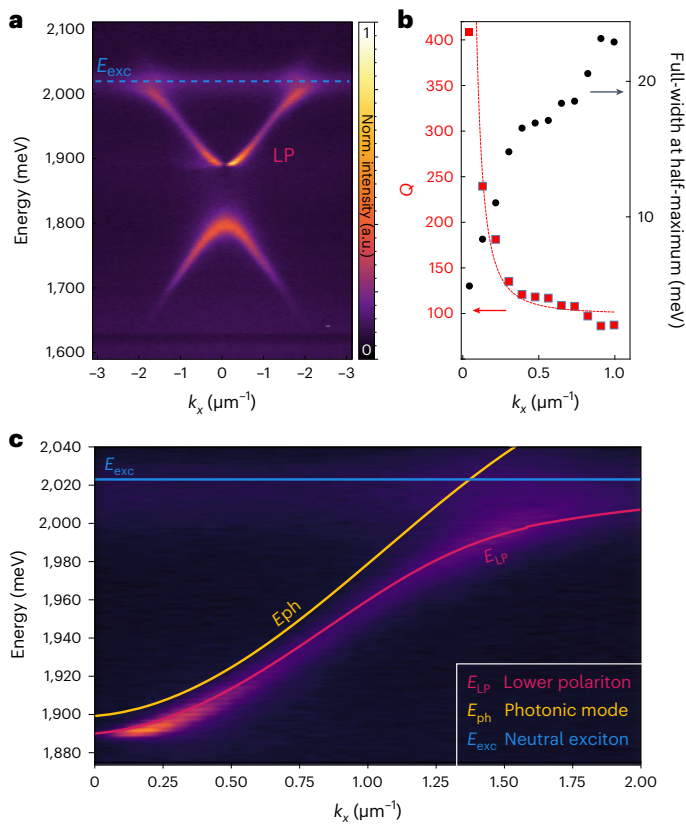 a
2,100
2,000
1,900
1,800
1,700
1,600
Energy (meV)
E_exc
LP
−3 −2 −1 0 −1 −2 −3
k_x (µm⁻¹)
1
Norm. intensity (a.u.)
0
b
400
350
300
250
200
150
100
Q
20
10
Full-width at half-maximum (meV)
0 0.5 1.0
k_x (µm⁻¹)
c
2,040
2,020
2,000
1,980
1,960
1,940
1,920
1,900
1,880
Energy (meV)
E_exc
Eph
E_LP
E_LP Lower polariton
E_ph Photonic mode
E_exc Neutral exciton
0 0.25 0.50 0.75 1.00 1.25 1.50 1.75 2.00
k_x (µm⁻¹)